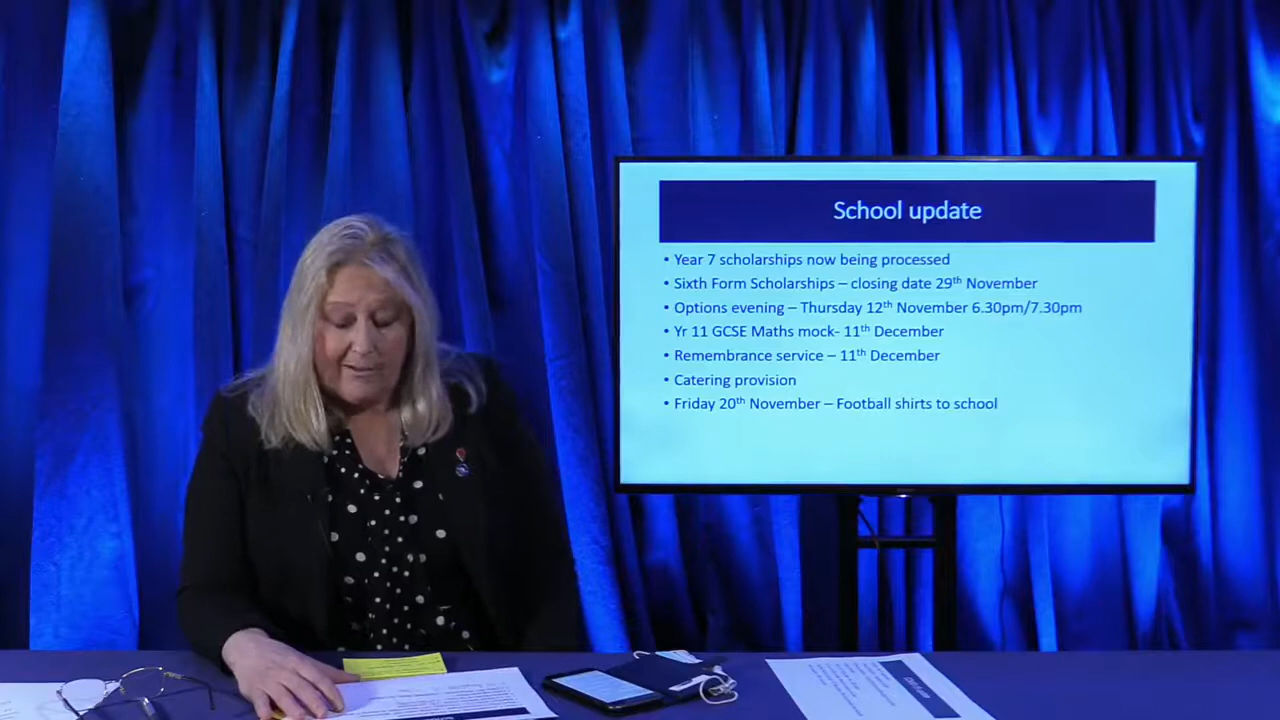 School update
• Year 7 scholarships now being processed
• Sixth Form Scholarships – closing date 29th November
• Options evening – Thursday 12th November 6.30pm/7.30pm
• Yr 11 GCSE Maths mock- 11th December
• Remembrance service – 11th December
• Catering provision
• Friday 20th November – Football shirts to school